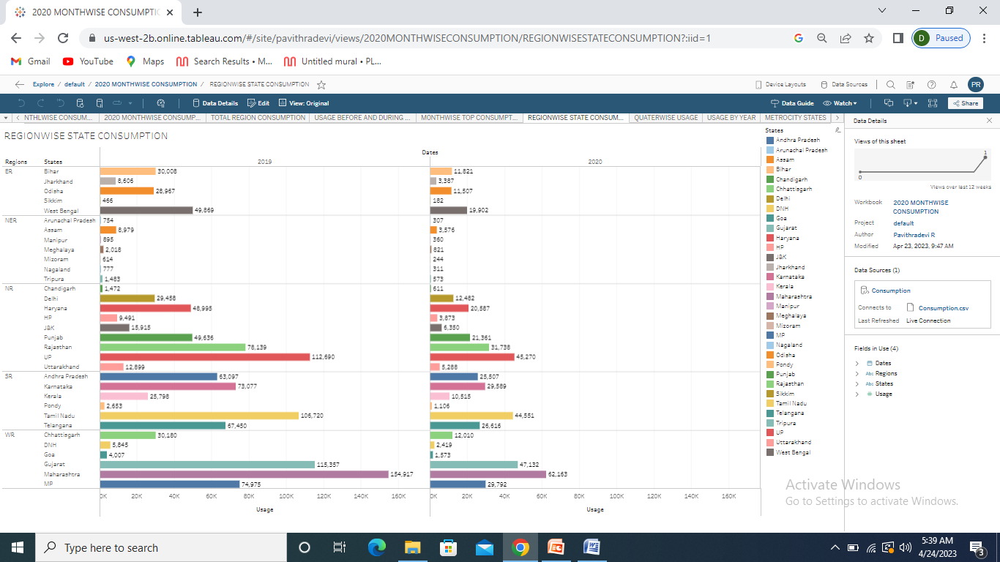 2020 MONTHWISE CONSUMPTIO
us-west-2b.online.tableau.com/#/site/pavithradevi/views/2020MONTHWISECONSUMPTION/REGIONWISESTATECONSUMPTION?:iid=1
D Paused
Gmail YouTube Maps Search Results • M... Untitled mural • PL...
Explore / default / 2020 MONTHWISE CONSUMPTION / REGIONWISE STATE CONSUMPTION
Device Layouts Data Sources PR
Data Details Edit View: Original Data Guide Watch Share
NTHLWISE CONSUM... 2020 MONTHWISE CONSUMP... TOTAL REGION CONSUMPTION USAGE BEFORE AND DURING ... MONTHWISE TOP CONSUMPT... REGIONWISE STATE CONSUM... QUATERWISE USAGE USAGE BY YEAR METROCITY STATES
REGIONWISE STATE CONSUMPTION
Dates
Regions States 2019 2020
ER Bihar 30,008 11,821
Jharkhand 8,606 3,387
Odisha 28,967 11,507
Sikkim 466 182
West Bengal 49,869 19,902
NER Arunachal Pradesh 754 307
Assam 8,979 3,576
Manipur 895 360
Meghalaya 2,018 821
Mizoram 614 244
Nagaland 777 311
Tripura 1,483 573
NR Chandigarh 1,472 611
Delhi 29,458 12,482
Haryana 48,995 20,587
HP 9,491 3,873
J&K 15,915 6,350
Punjab 49,636 21,361
Rajasthan 78,139 31,738
UP 112,690 45,270
Uttarakhand 12,899 5,288
SR Andhra Pradesh 63,097 25,507
Karnataka 73,077 29,589
Kerala 25,798 10,515
Pondy 2,653 1,106
Tamil Nadu 106,720 44,551
Telangana 67,450 26,616
WR Chhattisgarh 30,180 12,010
DNH 5,845 2,419
Goa 4,007 1,573
Gujarat 115,357 47,132
Maharashtra 154,917 62,163
MP 74,975 29,792
0K 20K 40K 60K 80K 100K 120K 140K 160K 0K 20K 40K 60K 80K 100K 120K 140K 160K
Usage Usage
States
Andhra Pradesh
Arunachal Pradesh
Assam
Bihar
Chandigarh
Chhattisgarh
Delhi
DNH
Goa
Gujarat
Haryana
HP
J&K
Jharkhand
Karnataka
Kerala
Maharashtra
Manipur
Meghalaya
Mizoram
MP
Nagaland
Odisha
Pondy
Punjab
Rajasthan
Sikkim
Tamil Nadu
Telangana
Tripura
UP
Uttarakhand
West Bengal
Data Details
Views of this sheet
1
0
Views over last 12 weeks
Workbook 2020 MONTHWISE
CONSUMPTION
Project default
Author Pavithradevi R
Modified Apr 23, 2023, 9:47 AM
Data Sources (1)
Consumption
Connects to Consumption.csv
Last Refreshed Live Connection
Fields in Use (4)
Dates
Abc Regions
Abc States
Usage
Activate Windows
Go to Settings to activate Windows.
Type here to search
5:39 AM
4/24/2023
3